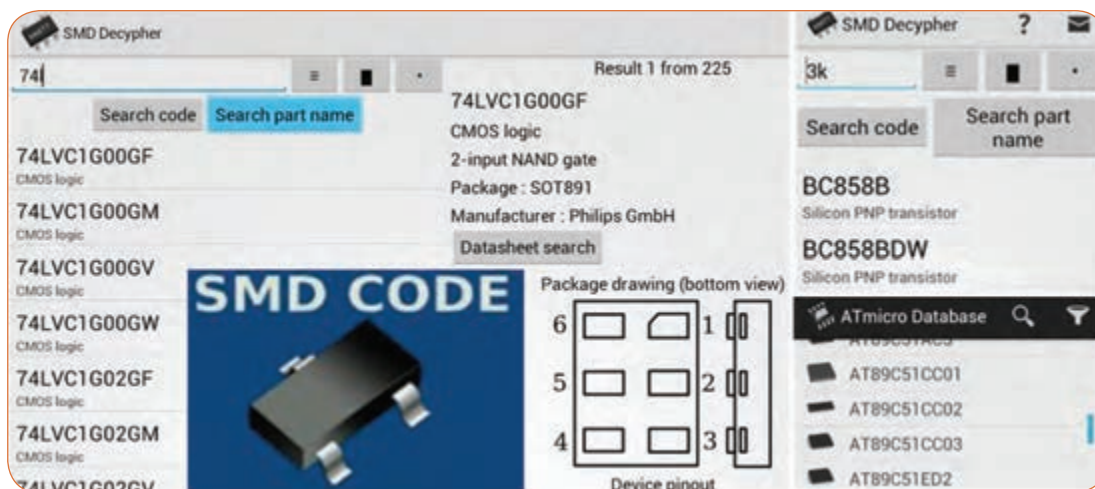 SMD Decypher
74
Search code
Search part name
74LVC1G00GF
CMOS logic
74LVC1G00GM
CMOS logic
74LVC1G00GV
CMOS logic
74LVC1G00GW
CMOS logic
74LVC1G02GF
CMOS logic
74LVC1G02GM
CMOS logic
74LVC1G02GV
Result 1 from 225
74LVC1G00GF
CMOS logic
2-input NAND gate
Package : SOT891
Manufacturer : Philips GmbH
Datasheet search
SMD CODE
Package drawing (bottom view)
6 1
5 2
4 3
Device pinout
SMD Decypher ?
3k
Search code
Search part
name
BC858B
Silicon PNP transistor
BC858BDW
Silicon PNP transistor
ATmicro Database
AT89C51CC01
AT89C51CC02
AT89C51CC03
AT89C51ED2